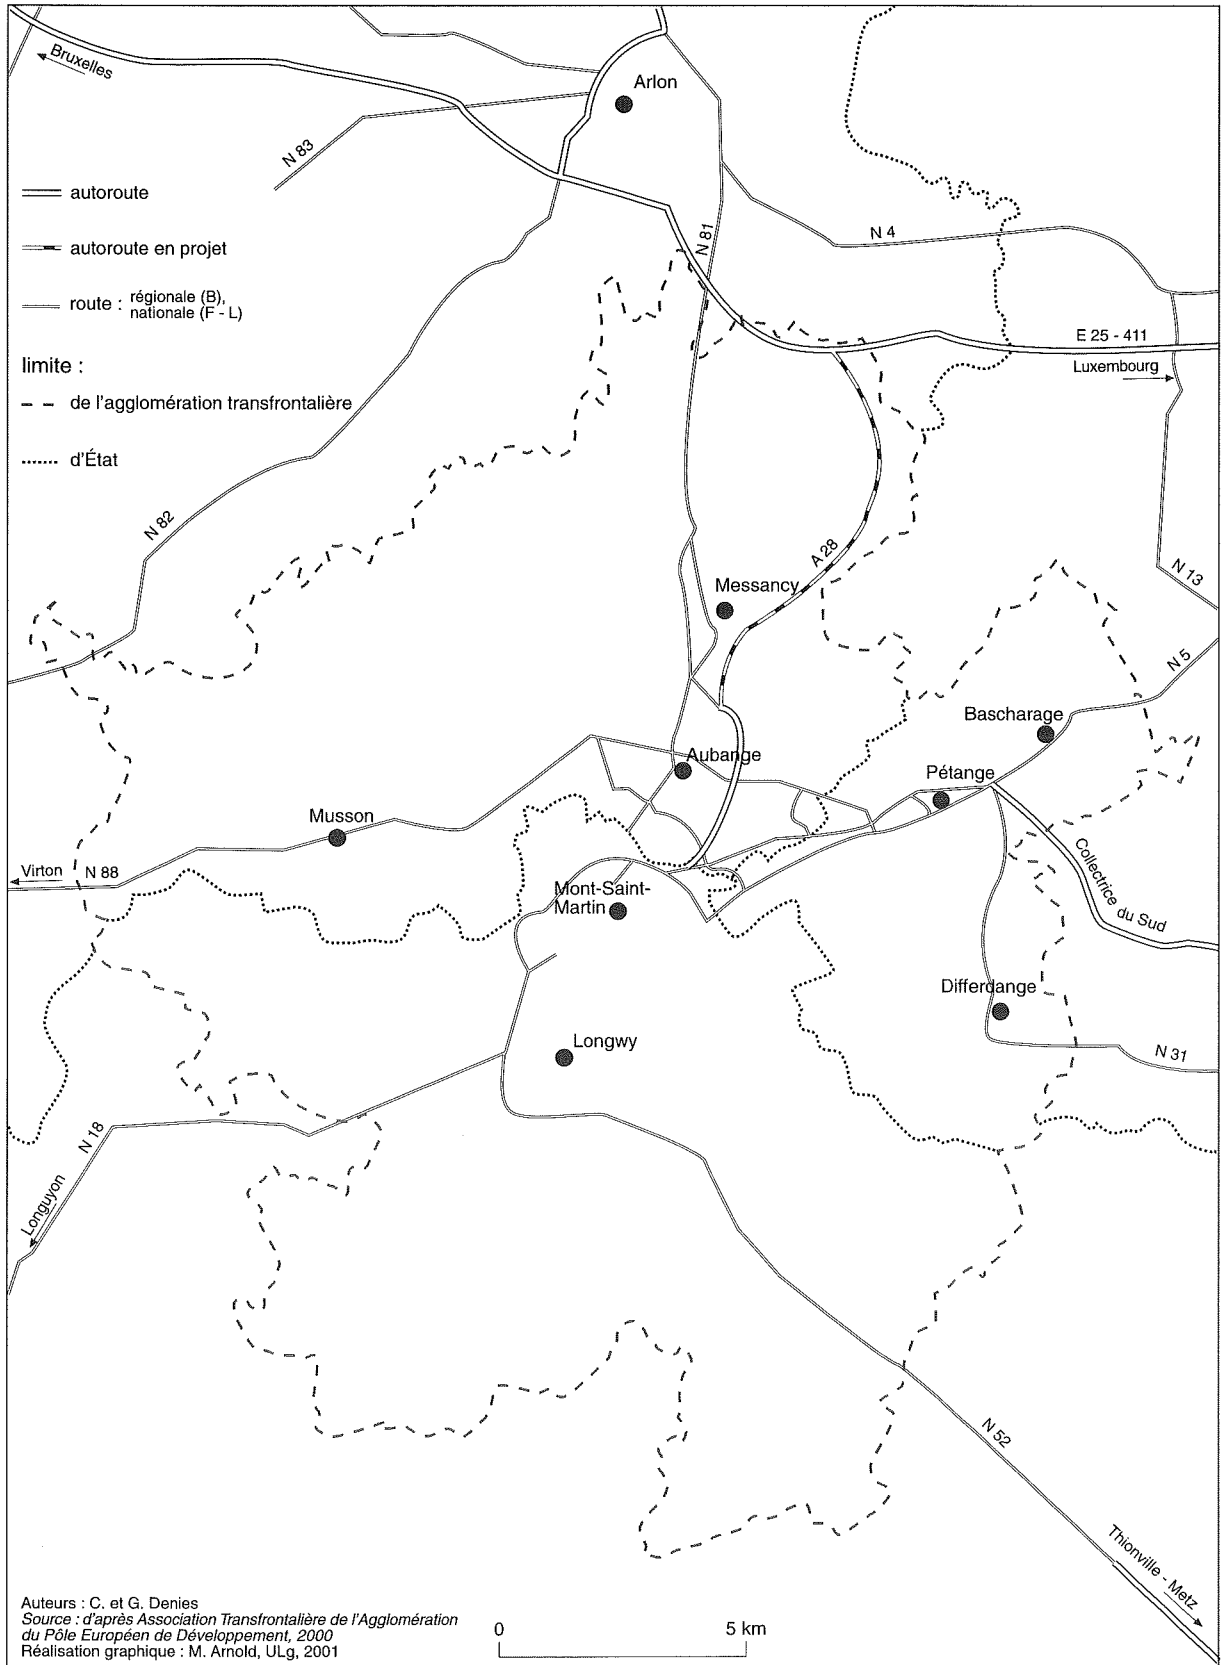 Bruxelles
Arlon
N 83
autoroute
N 81
N 4
autoroute en projet
route : régionale (B),
nationale (F - L)
E 25 - 411
Luxembourg
limite :
de l'agglomération transfrontalière
d'État
N 82
A 28
Messancy
N 13
N 5
Bascharage
Aubange
Pétange
Musson
Virton
N 88
Collectrice du Sud
Mont-Saint-
Martin
Differdange
Longwy
N 31
N 18
Longuyon
N 52
Thionville - Metz
Auteurs : C. et G. Denies
Source : d'après Association Transfrontalière de l'Agglomération
du Pôle Européen de Développement, 2000
Réalisation graphique : M. Arnold, ULg, 2001
0 5 km